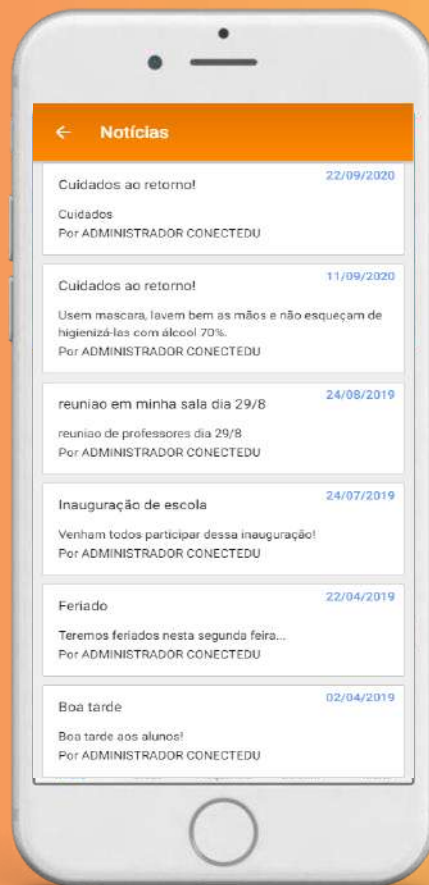 ← Notícias
22/09/2020
Cuidados ao retorno!
Cuidados
Por ADMINISTRADOR CONECTEDU
11/09/2020
Cuidados ao retorno!
Usem mascara, lavem bem as mãos e não esqueçam de
higienizá-las com álcool 70%.
Por ADMINISTRADOR CONECTEDU
24/08/2019
reuniao em minha sala dia 29/8
reuniao de professores dia 29/8
Por ADMINISTRADOR CONECTEDU
24/07/2019
Inauguração de escola
Venham todos participar dessa inauguração!
Por ADMINISTRADOR CONECTEDU
22/04/2019
Feriado
Teremos feriados nesta segunda feira...
Por ADMINISTRADOR CONECTEDU
02/04/2019
Boa tarde
Boa tarde aos alunos!
Por ADMINISTRADOR CONECTEDU